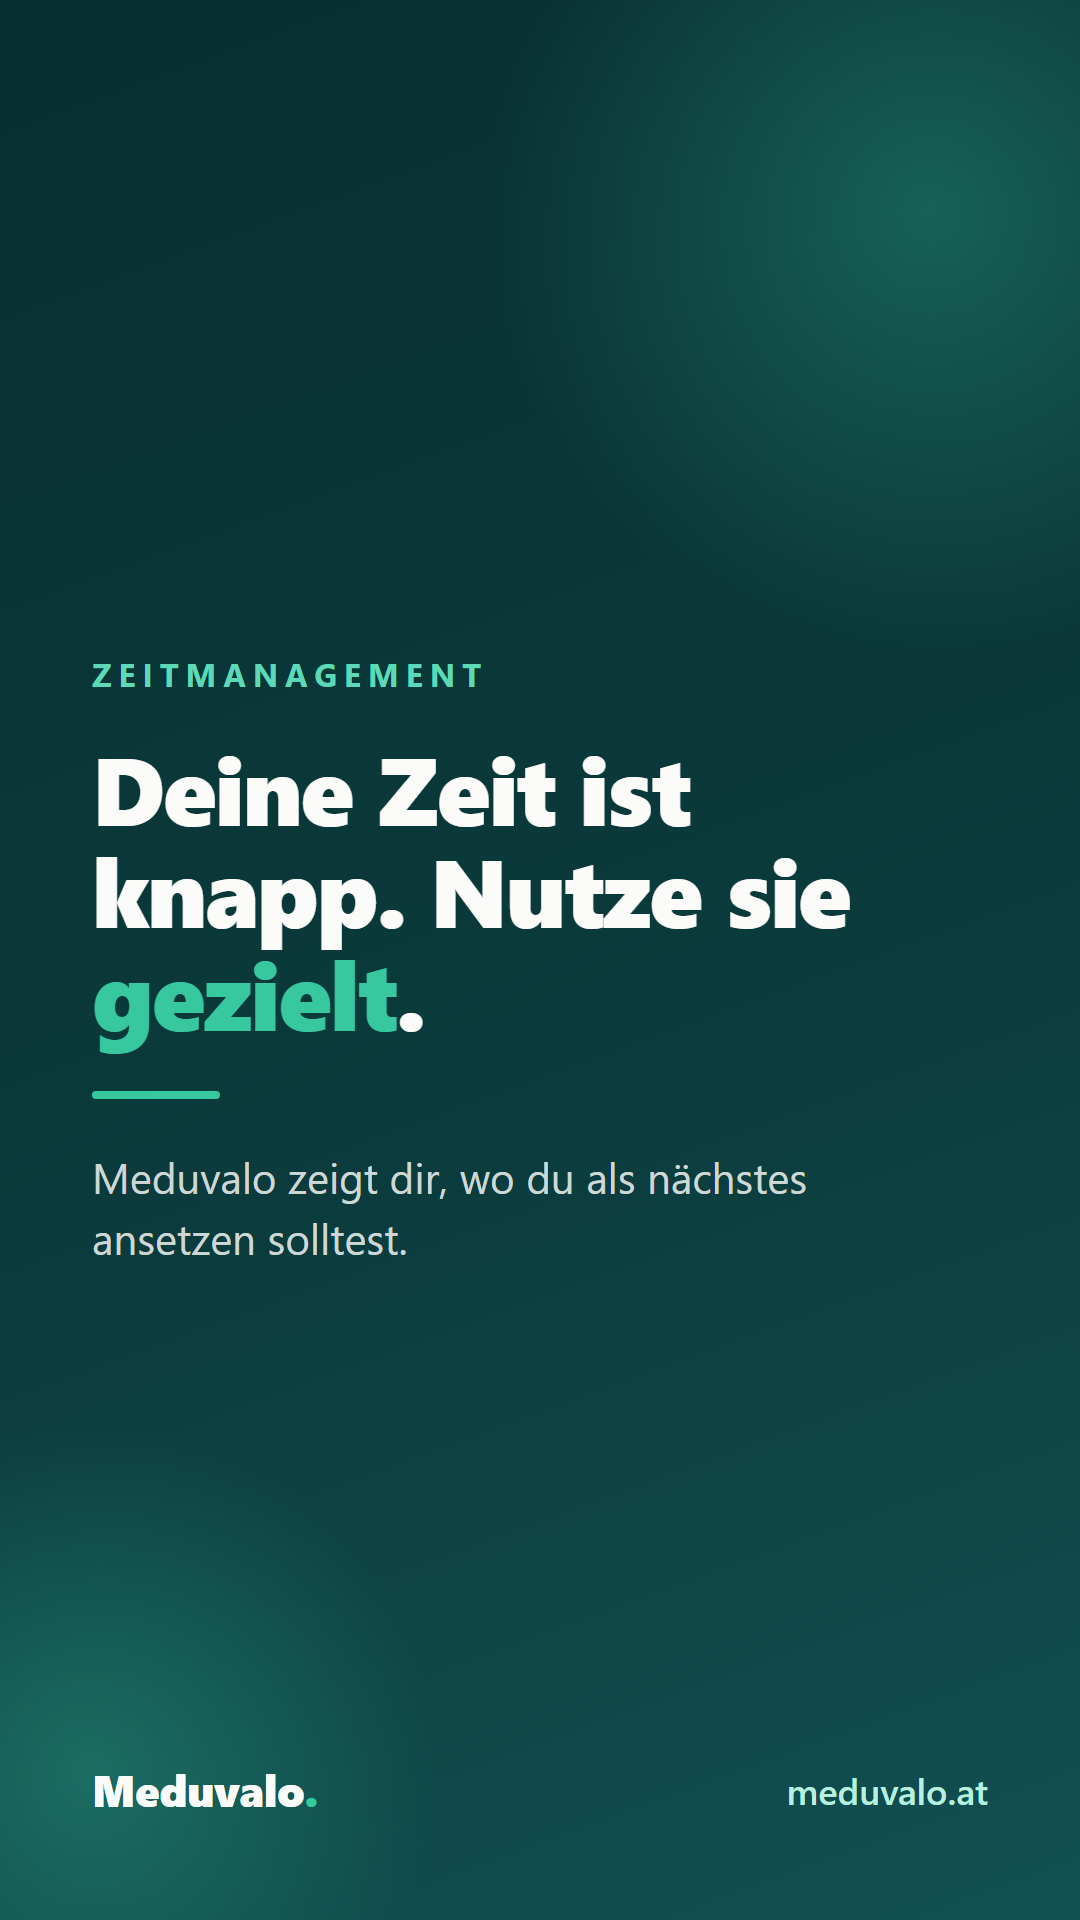 ZEITMANAGEMENT
Deine Zeit ist
knapp. Nutze sie
gezielt.
Meduvalo zeigt dir, wo du als nächstes
ansetzen solltest.
Meduvalo.
meduvalo.at